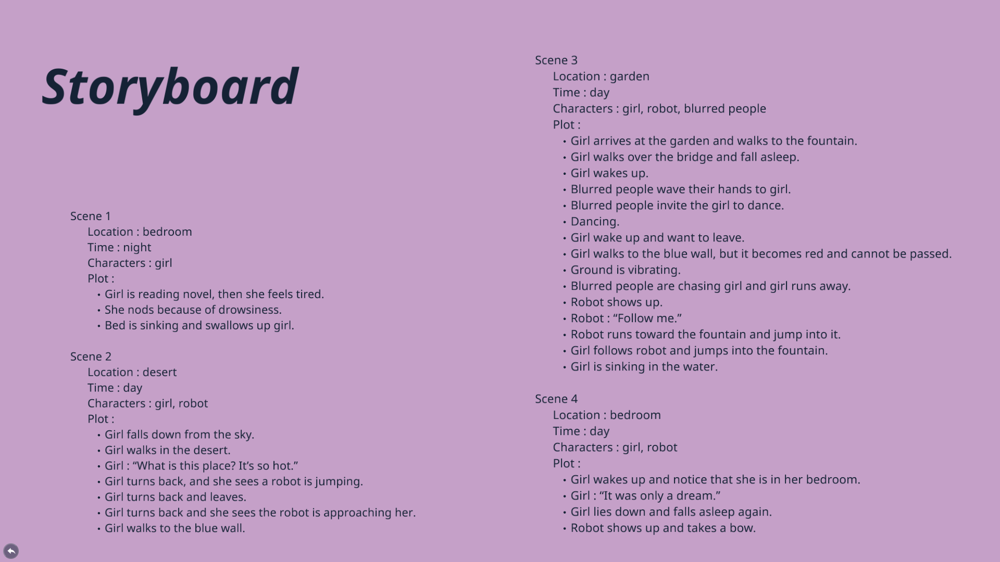 Storyboard
Scene 1
Location : bedroom
Time : night
Characters : girl
Plot :
• Girl is reading novel, then she feels tired.
• She nods because of drowsiness.
• Bed is sinking and swallows up girl.
Scene 2
Location : desert
Time : day
Characters : girl, robot
Plot :
• Girl falls down from the sky.
• Girl walks in the desert.
• Girl : “What is this place? It’s so hot.”
• Girl turns back, and she sees a robot is jumping.
• Girl turns back and leaves.
• Girl turns back and she sees the robot is approaching her.
• Girl walks to the blue wall.
Scene 3
Location : garden
Time : day
Characters : girl, robot, blurred people
Plot :
• Girl arrives at the garden and walks to the fountain.
• Girl walks over the bridge and fall asleep.
• Girl wakes up.
• Blurred people wave their hands to girl.
• Blurred people invite the girl to dance.
• Dancing.
• Girl wake up and want to leave.
• Girl walks to the blue wall, but it becomes red and cannot be passed.
• Ground is vibrating.
• Blurred people are chasing girl and girl runs away.
• Robot shows up.
• Robot : “Follow me.”
• Robot runs toward the fountain and jump into it.
• Girl follows robot and jumps into the fountain.
• Girl is sinking in the water.
Scene 4
Location : bedroom
Time : day
Characters : girl, robot
Plot :
• Girl wakes up and notice that she is in her bedroom.
• Girl : “It was only a dream.”
• Girl lies down and falls asleep again.
• Robot shows up and takes a bow.